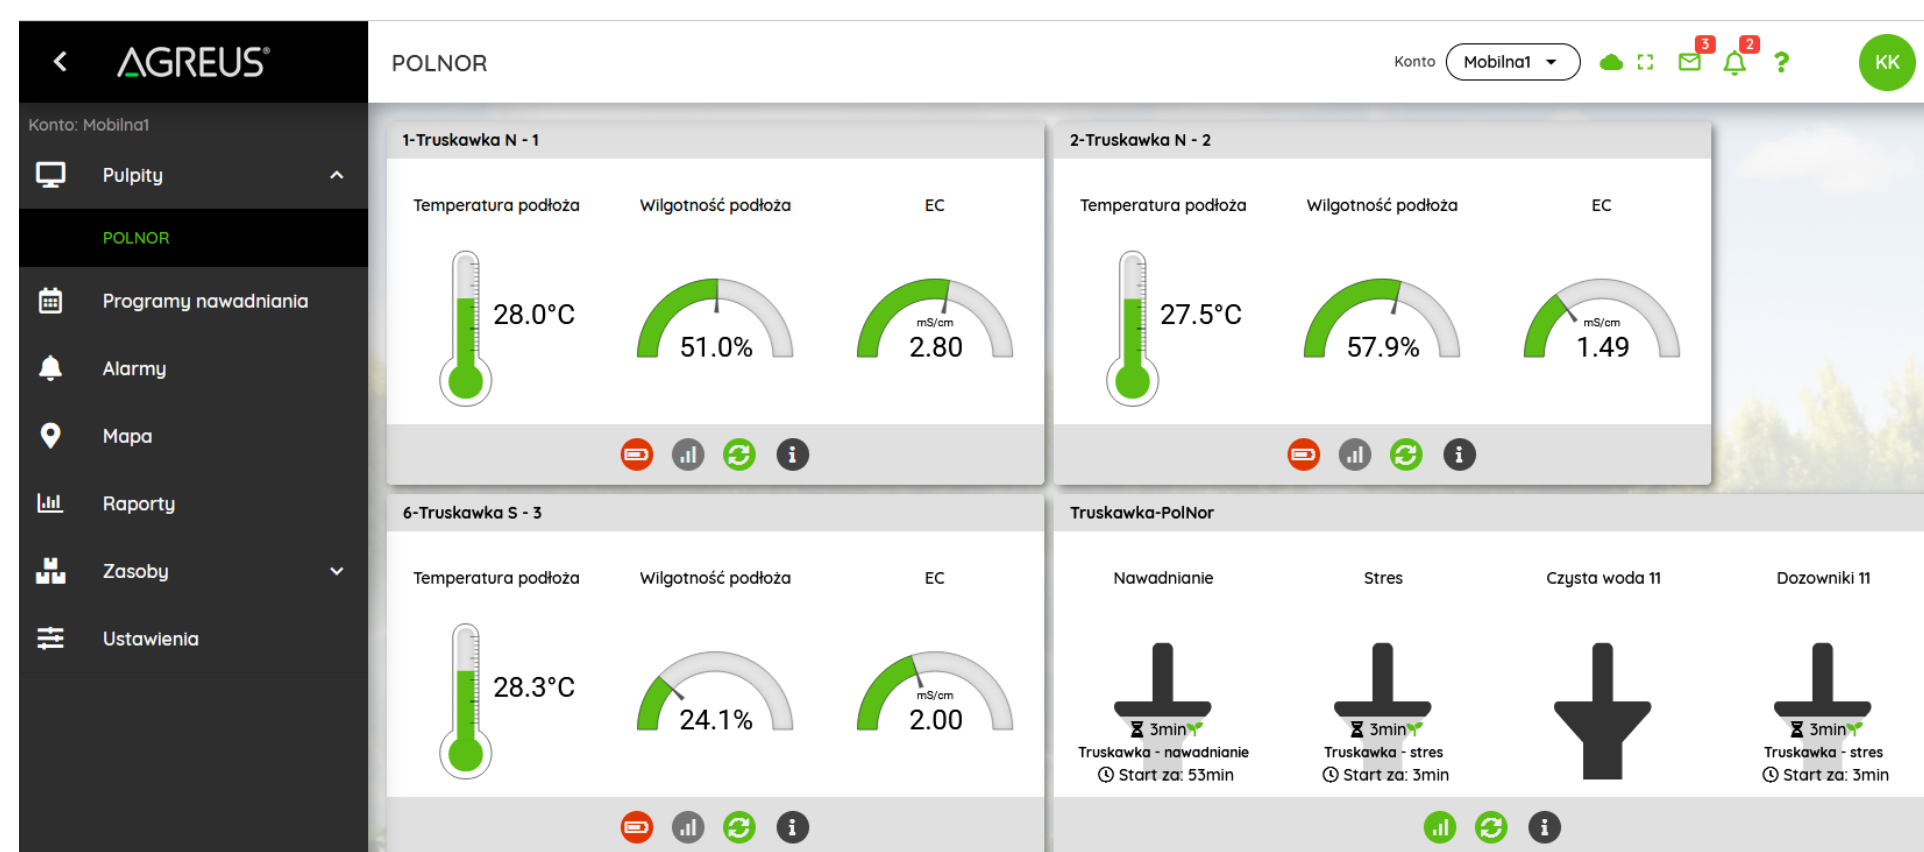 AGREUS®
POLNOR
Konto
Mobilna1
3
2
?
KK
Konto: Mobilna1
Pulpity
POLNOR
Programy nawadniania
Alarmy
Mapa
Raporty
Zasoby
Ustawienia
1-Truskawka N - 1
Temperatura podłoża
Wilgotność podłoża
EC
28.0°C
51.0%
mS/cm
2.80
2-Truskawka N - 2
Temperatura podłoża
Wilgotność podłoża
EC
27.5°C
57.9%
mS/cm
1.49
6-Truskawka S - 3
Temperatura podłoża
Wilgotność podłoża
EC
28.3°C
24.1%
mS/cm
2.00
Truskawka-PolNor
Nawadnianie
3min
Truskawka - nawadnianie
Start za: 53min
Stres
3min
Truskawka - stres
Start za: 3min
Czysta woda 11
Dozowniki 11
3min
Truskawka - stres
Start za: 3min